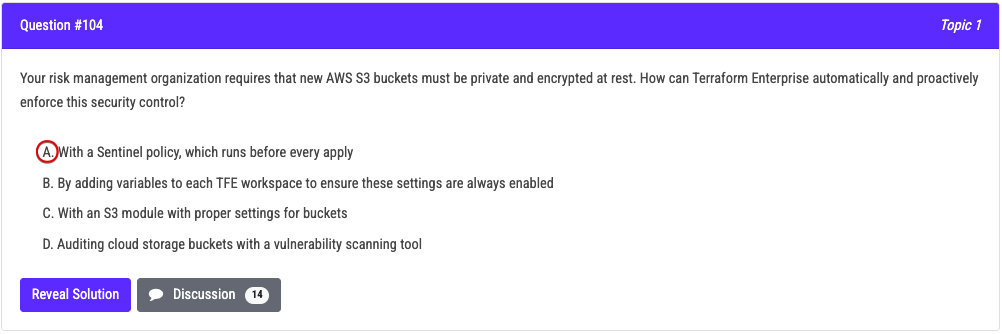 Question #104
Topic 1
Your risk management organization requires that new AWS S3 buckets must be private and encrypted at rest. How can Terraform Enterprise automatically and proactively
enforce this security control?
A. With a Sentinel policy, which runs before every apply
B. By adding variables to each TFE workspace to ensure these settings are always enabled
C. With an S3 module with proper settings for buckets
D. Auditing cloud storage buckets with a vulnerability scanning tool
Reveal Solution
Discussion 14